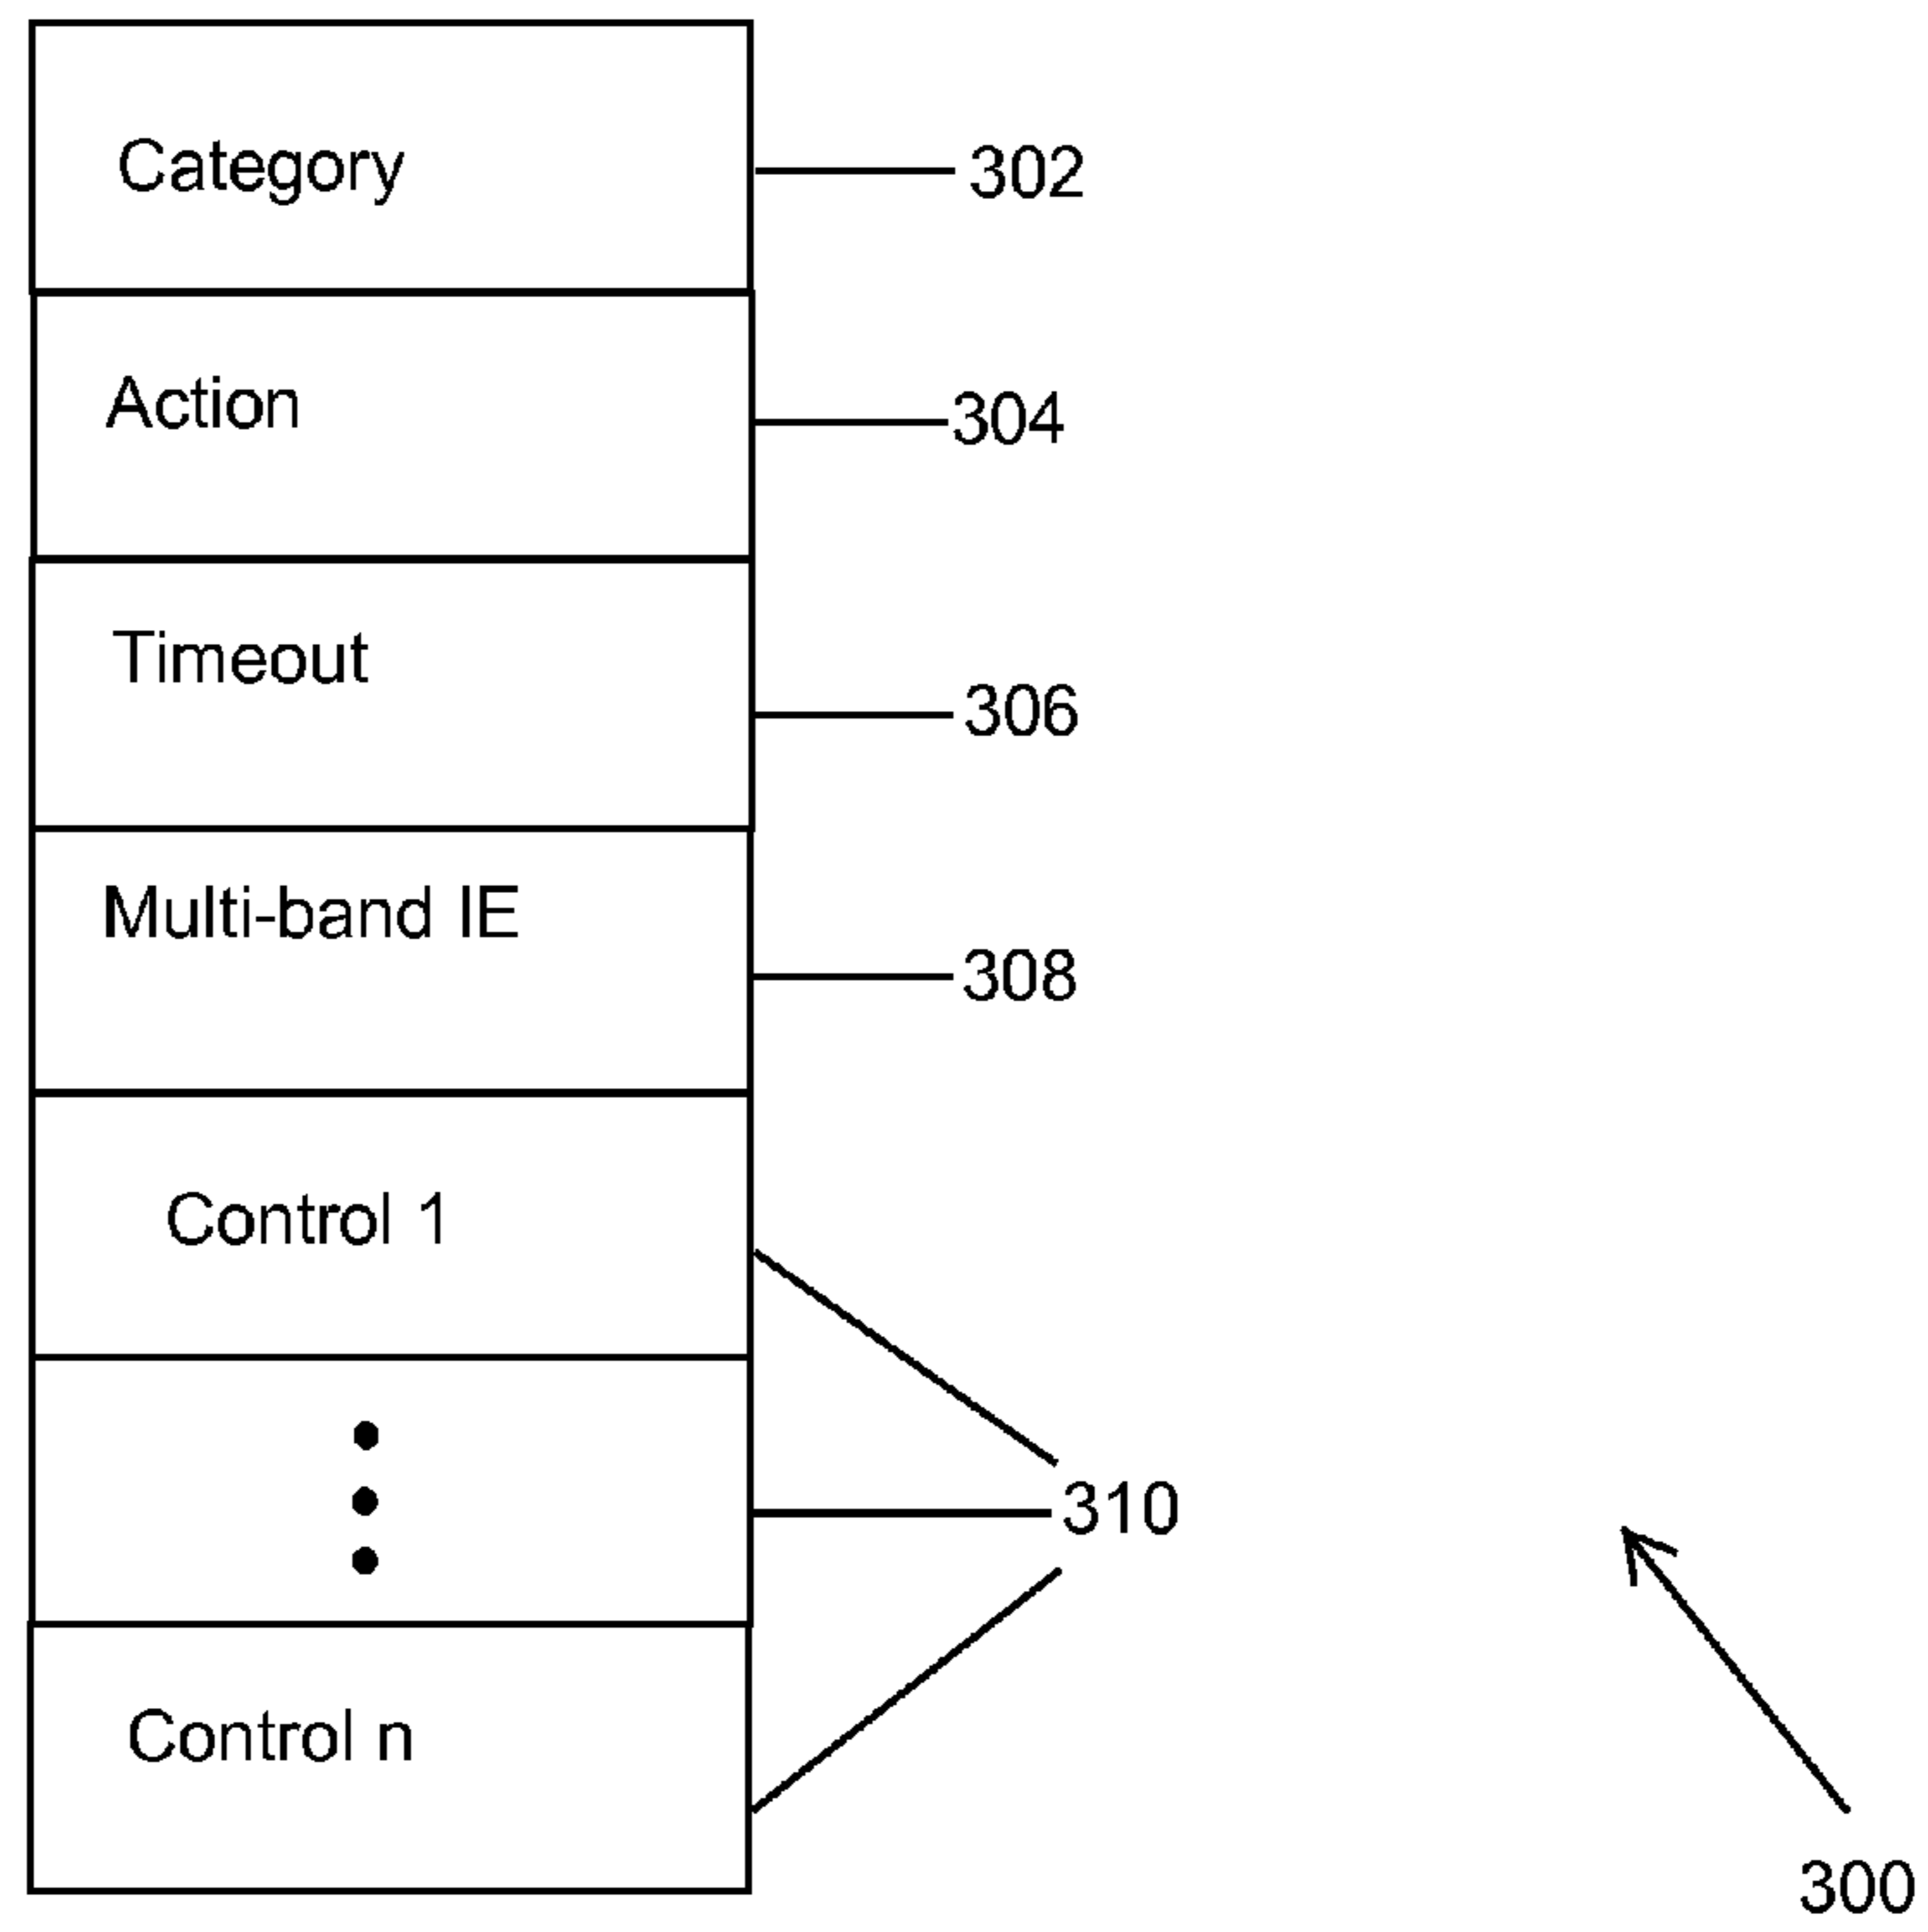 Category
302
Action
304
Timeout
306
Multi-band IE
308
Control 1
310
Control n
300